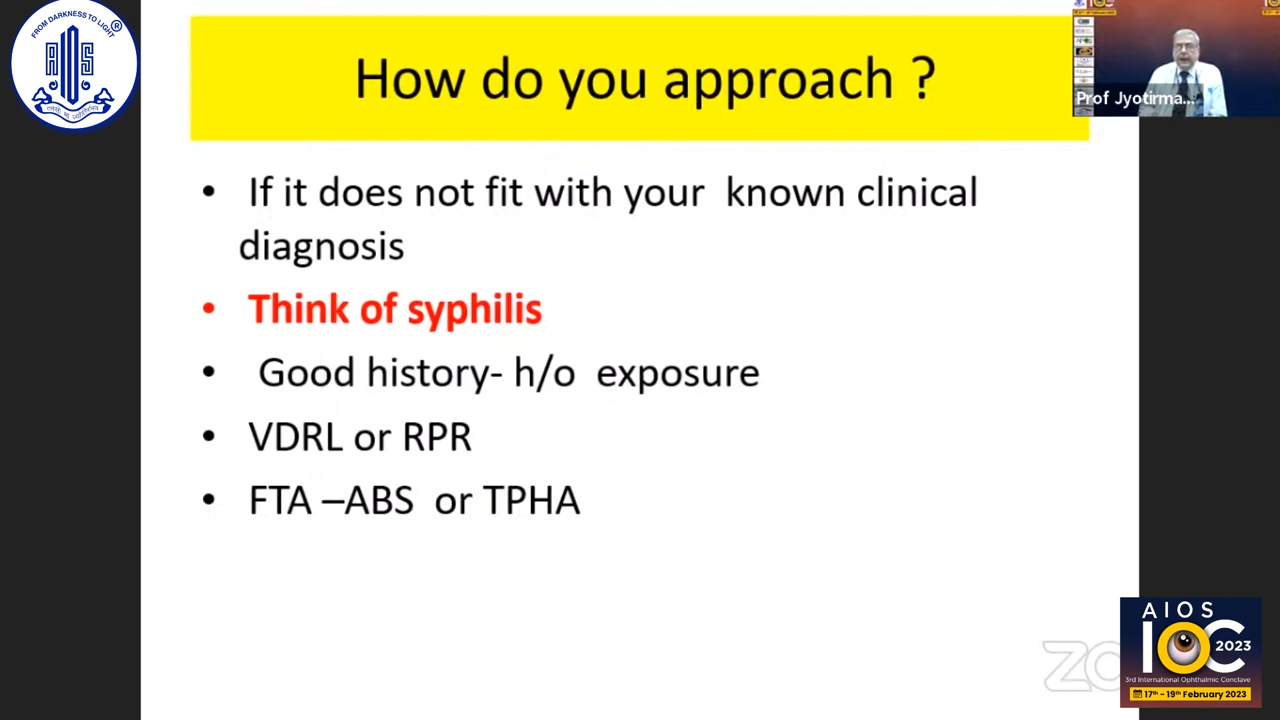 FROM DARKNESS TO LIGHT
®
AIOS
How do you approach ?
Prof Jyotirma...
• If it does not fit with your known clinical
diagnosis
• Think of syphilis
• Good history- h/o exposure
• VDRL or RPR
• FTA –ABS or TPHA
AIOS
IOC
2023
3rd International Ophthalmic Conclave
17th - 19th February 2023